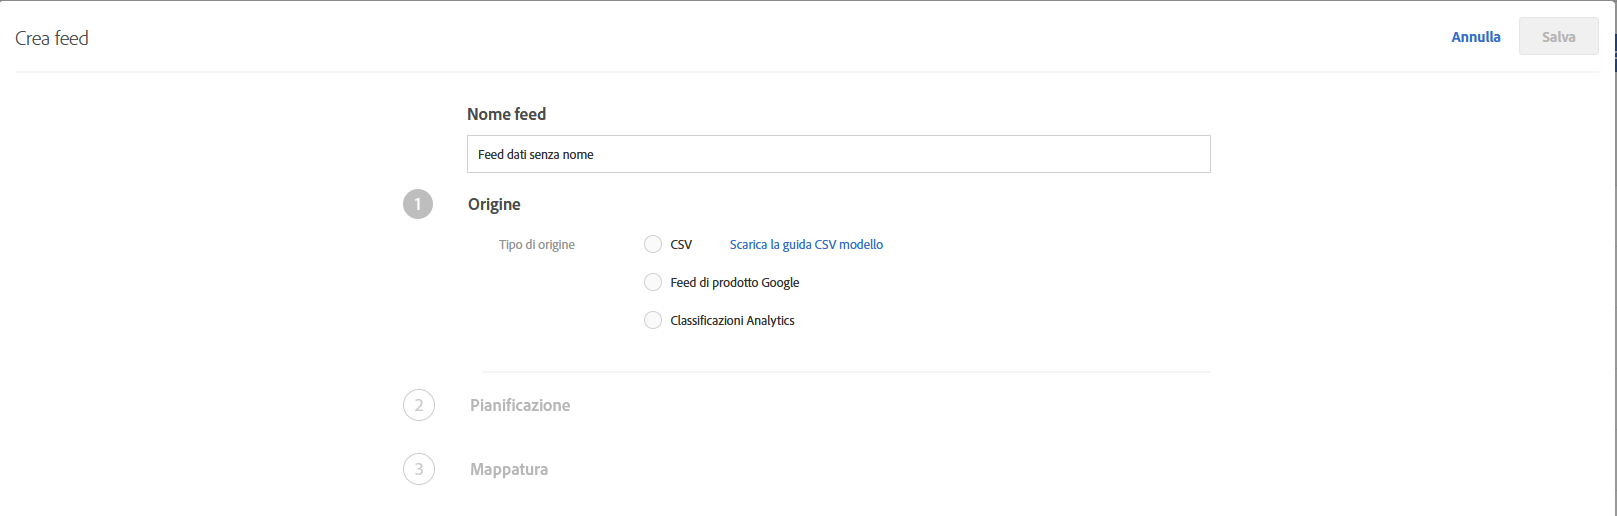 Crea feed
Annulla
Salva
Nome feed
Feed dati senza nome
1 Origine
Tipo di origine
CSV Scarica la guida CSV modello
Feed di prodotto Google
Classificazioni Analytics
2 Pianificazione
3 Mappatura